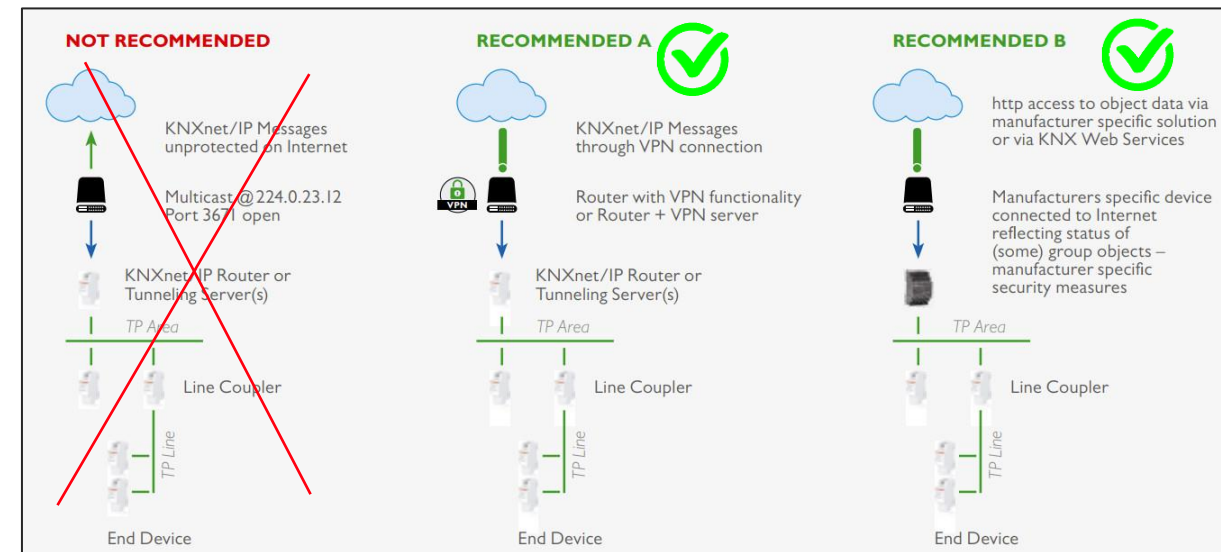 NOT RECOMMENDED
KNXnet/IP Messages
unprotected on Internet
Multicast @224.0.23.12
Port 3671 open
KNXnet/IP Router or
Tunneling Server(s)
TP Area
Line Coupler
TP Line
End Device
RECOMMENDED A
KNXnet/IP Messages
through VPN connection
VPN
Router with VPN functionality
or Router + VPN server
KNXnet/IP Router or
Tunneling Server(s)
TP Area
Line Coupler
TP Line
End Device
RECOMMENDED B
http access to object data via
manufacturer specific solution
or via KNX Web Services
Manufacturers specific device
connected to Internet
reflecting status of
(some) group objects –
manufacturer specific
security measures
TP Area
Line Coupler
TP Line
End Device